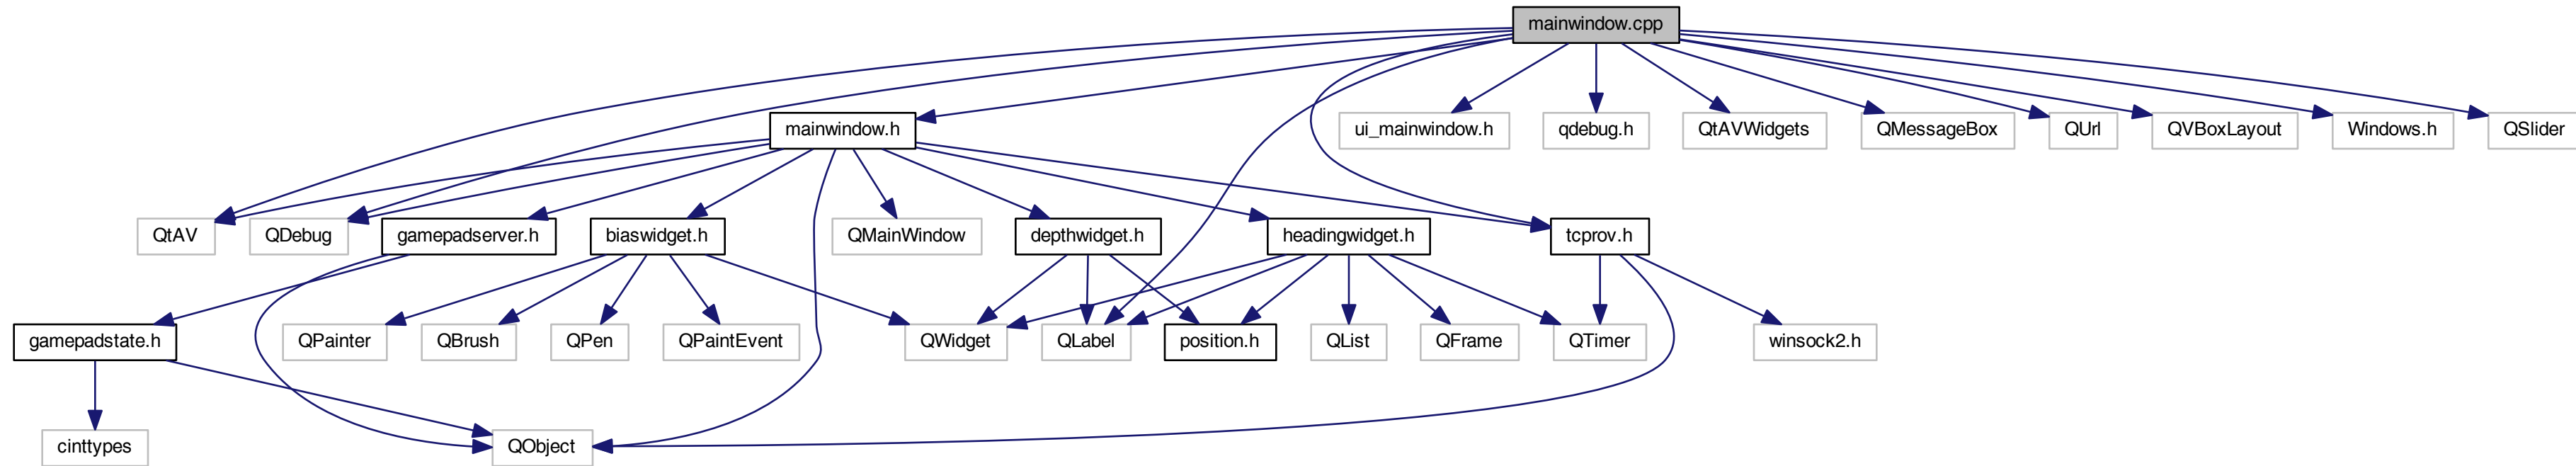 mainwindow.cpp
mainwindow.h
ui_mainwindow.h
qdebug.h
QtAVWidgets
QMessageBox
QUrl
QVBoxLayout
Windows.h
QSlider
QtAV
QDebug
gamepadserver.h
biaswidget.h
QMainWindow
depthwidget.h
headingwidget.h
tcprov.h
gamepadstate.h
QPainter
QBrush
QPen
QPaintEvent
QWidget
QLabel
position.h
QList
QFrame
QTimer
winsock2.h
cinttypes
QObject